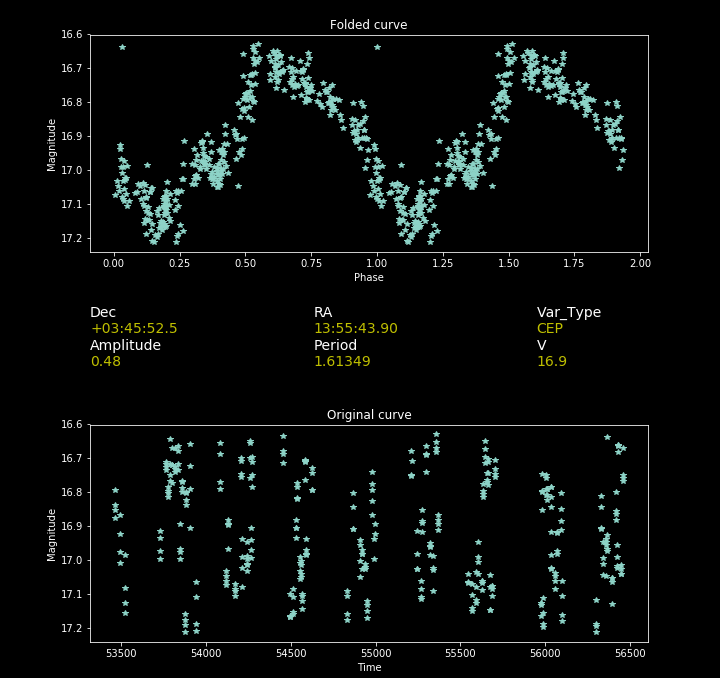 Folded curve
16.6
16.7
16.8
16.9
17.0
17.1
17.2
Magnitude
0.00 0.25 0.50 0.75 1.00 1.25 1.50 1.75 2.00
Phase
Dec RA Var_Type
+03:45:52.5 13:55:43.90 CEP
Amplitude Period V
0.48 1.61349 16.9
Original curve
16.6
16.7
16.8
16.9
17.0
17.1
17.2
Magnitude
53500 54000 54500 55000 55500 56000 56500
Time